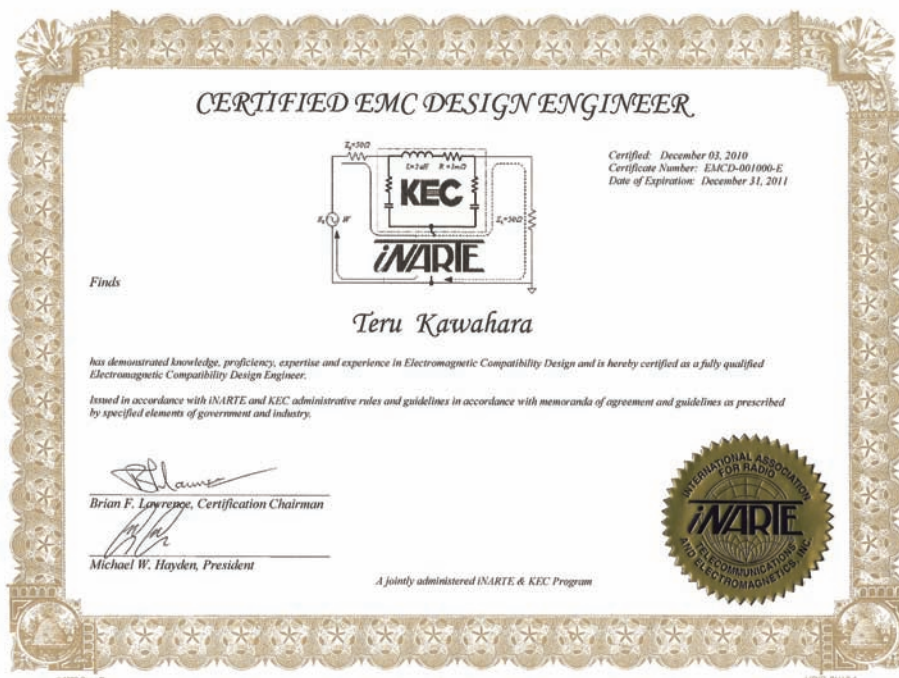 CERTIFIED EMC DESIGN ENGINEER
Certified: December 03, 2010
Certificate Number: EMCD-001000-E
Date of Expiration: December 31, 2011
R=1mΩ
KEC
iNARTE
Finds
Teru Kawahara
has demonstrated knowledge, proficiency, expertise and experience in Electromagnetic Compatibility Design and is hereby certified as a fully qualified
Electromagnetic Compatibility Design Engineer.
Issued in accordance with iNARTE and KEC administrative rules and guidelines in accordance with memoranda of agreement and guidelines as prescribed
by specified elements of government and industry.
Brian F. Lawrence, Certification Chairman
Michael W. Hayden, President
A jointly administered iNARTE & KEC Program
INTERNATIONAL ASSOCIATION
FOR RADIO
iNARTE
TELECOMMUNICATIONS
AND ELECTROMAGNETICS, INC.